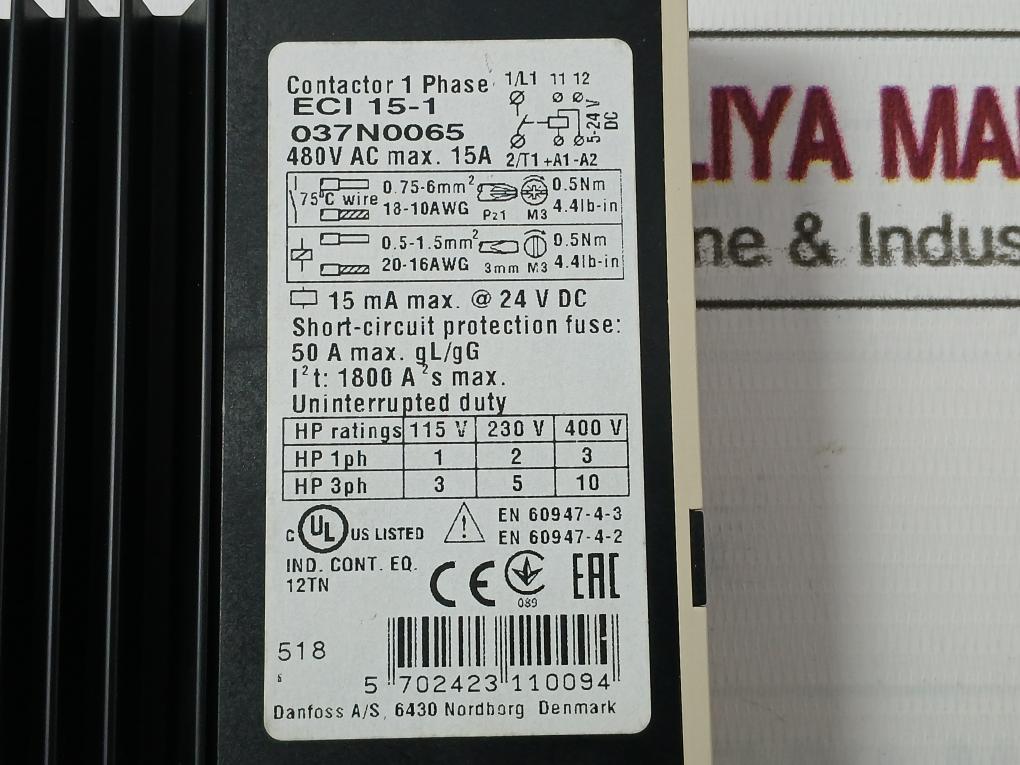 Contactor 1 Phase
ECI 15-1
037N0065
480V AC max. 15A
1/L1 11 12
5-24 V DC
2/T1 +A1 -A2
75°C wire
0.75-6mm² 0.5Nm
18-10AWG Pz1 M3 4.4lb-in
0.5-1.5mm² 0.5Nm
20-16AWG 3mm M3 4.4lb-in
15 mA max. @ 24 V DC
Short-circuit protection fuse:
50 A max. gL/gG
I²t: 1800 A²s max.
Uninterrupted duty
HP ratings 115 V 230 V 400 V
HP 1ph 1 2 3
HP 3ph 3 5 10
C UL US LISTED EN 60947-4-3
EN 60947-4-2
IND. CONT. EQ.
12TN
CE 089 EAC
518
5 702423 110094
Danfoss A/S, 6430 Nordborg Denmark
LIYA MA
ne & Indus